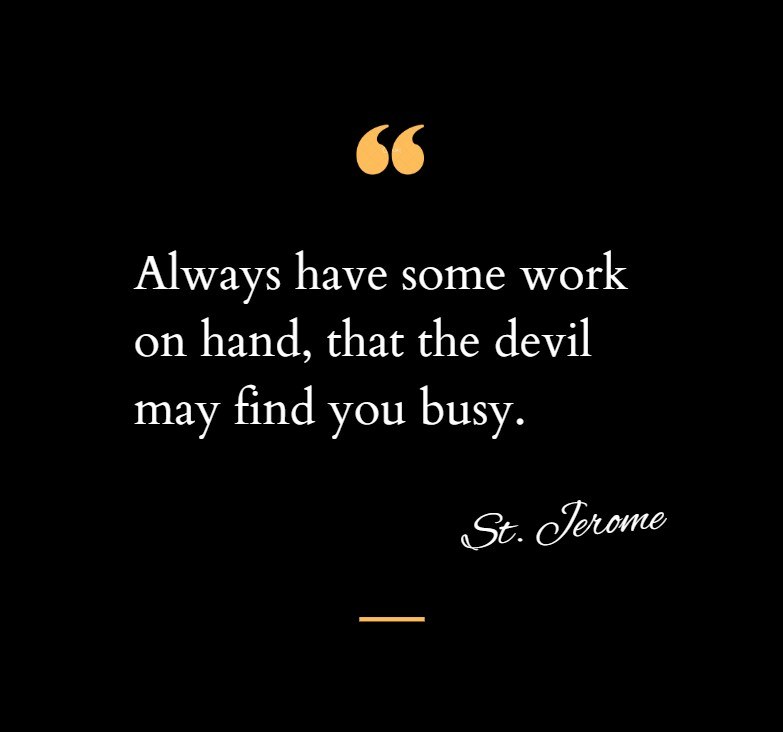 “
Always have some work
on hand, that the devil
may find you busy.
St. Jerome